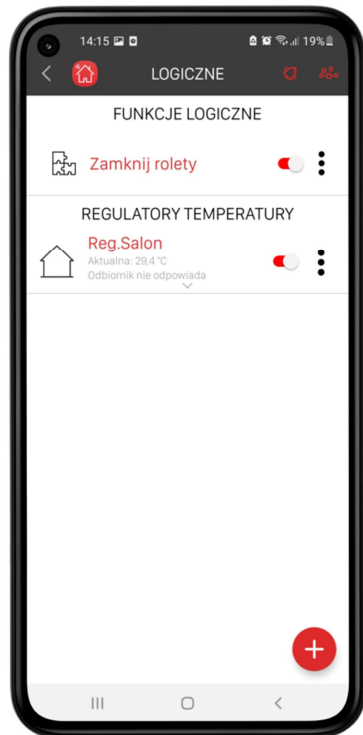 14:15 19%
LOGICZNE
FUNKCJE LOGICZNE
Zamknij rolety
REGULATORY TEMPERATURY
Reg.Salon
Aktualna: 29,4 °C
Odbiornik nie odpowiada